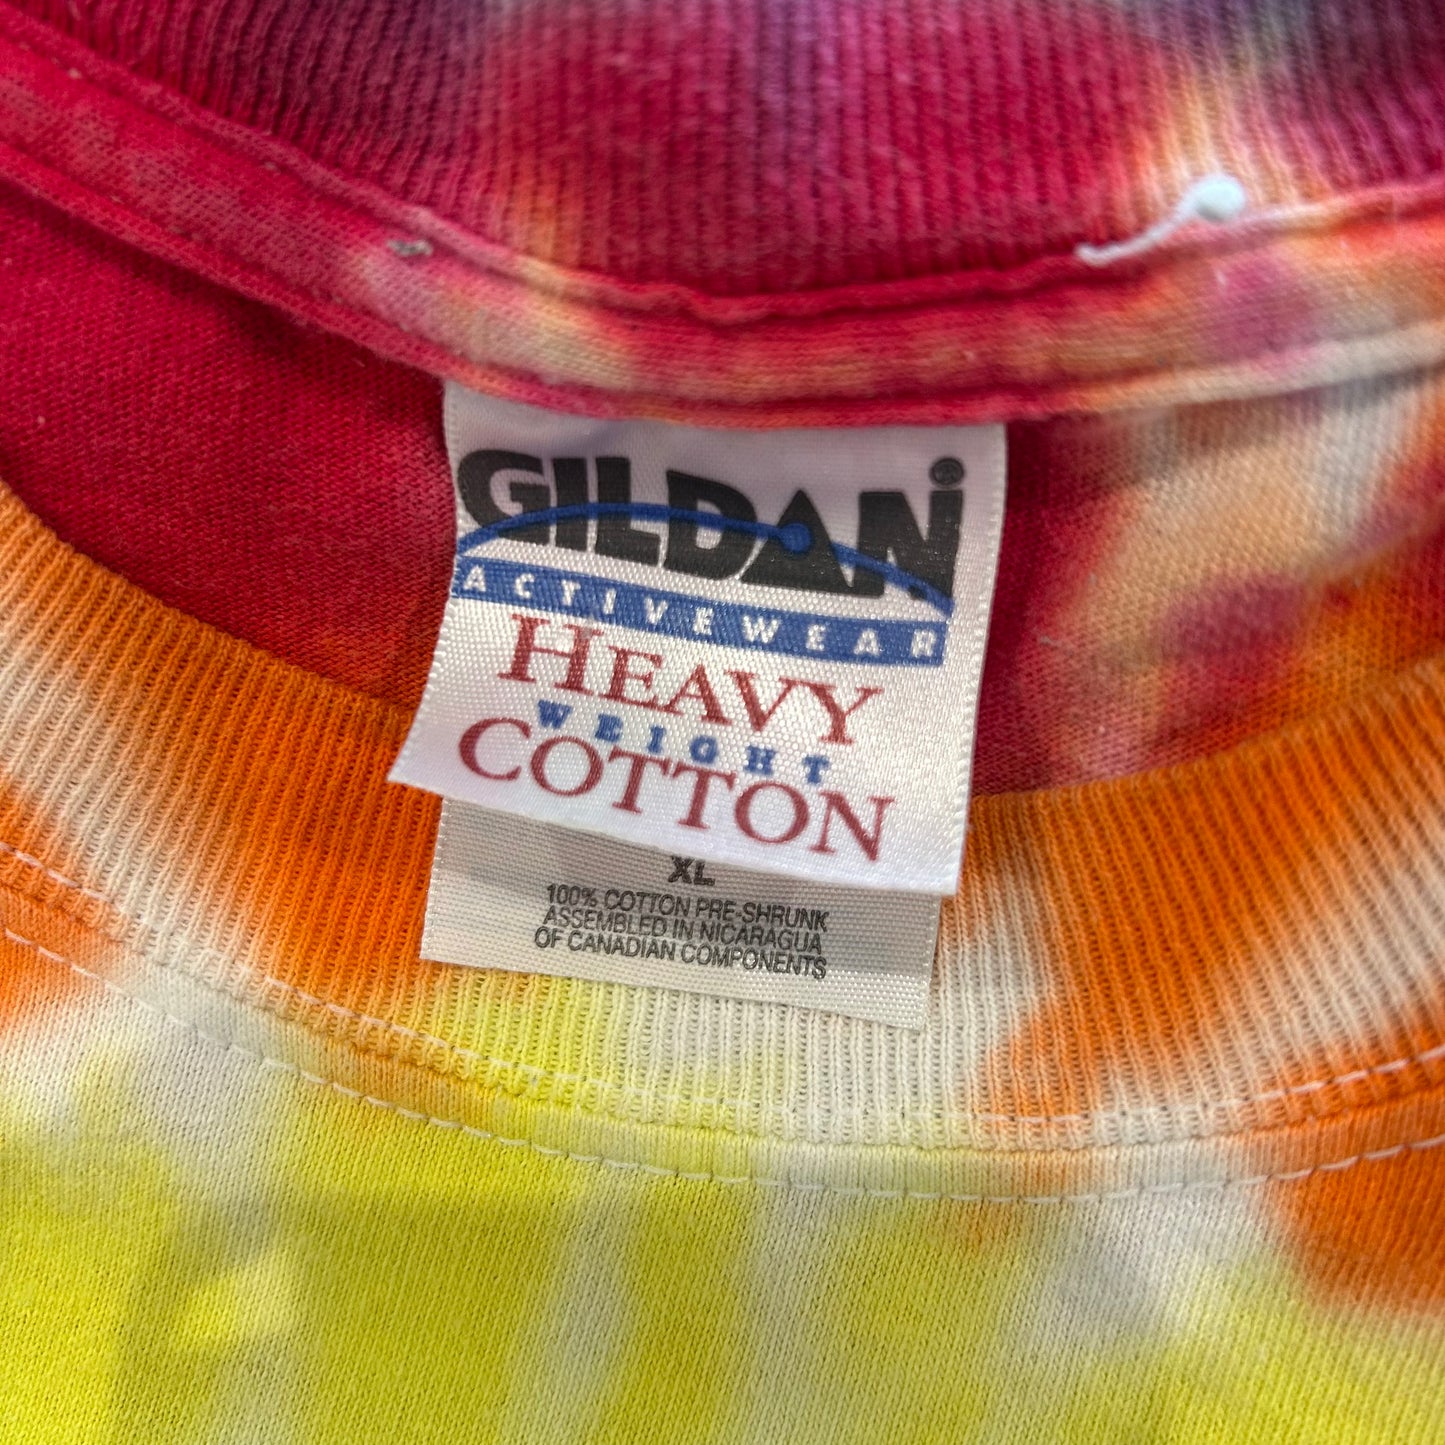 GILDAN®
ACTIVEWEAR
HEAVY
WEIGHT
COTTON
XL
100% COTTON PRE-SHRUNK
ASSEMBLED IN NICARAGUA
OF CANADIAN COMPONENTS